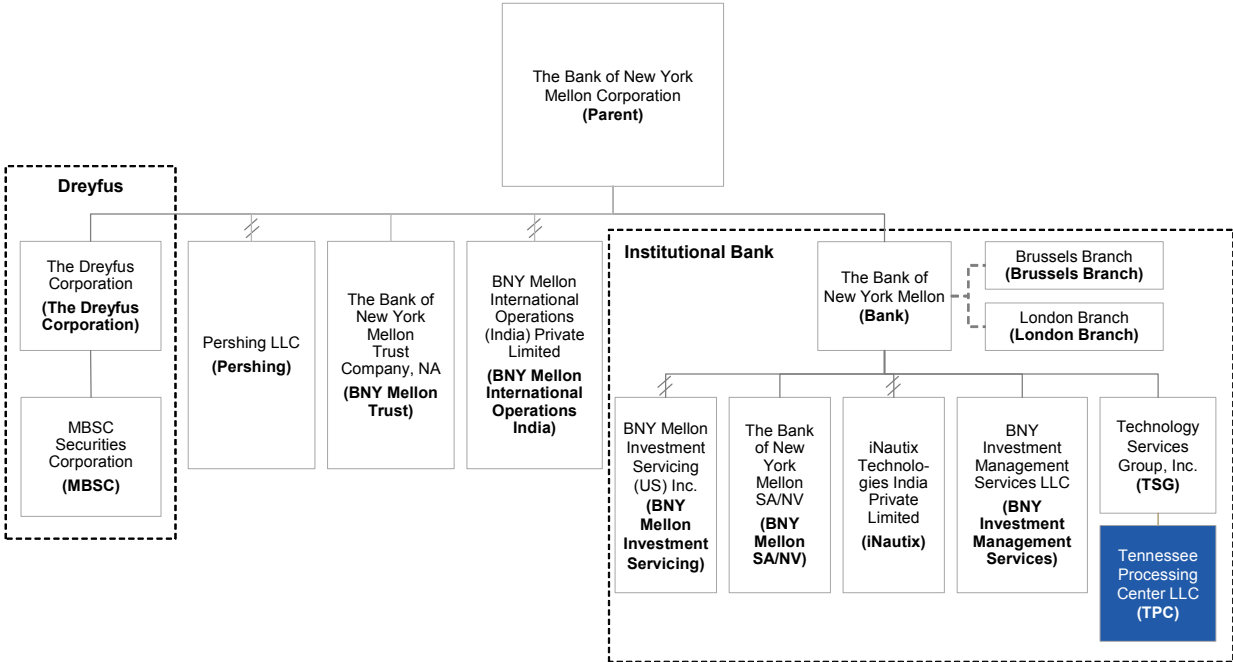 The Bank of New York
Mellon Corporation
(Parent)
Dreyfus
The Dreyfus
Corporation
(The Dreyfus
Corporation)
MBSC
Securities
Corporation
(MBSC)
Pershing LLC
(Pershing)
The Bank of
New York
Mellon
Trust
Company, NA
(BNY Mellon
Trust)
BNY Mellon
International
Operations
(India) Private
Limited
(BNY Mellon
International
Operations
India)
Institutional Bank
The Bank of
New York Mellon
(Bank)
Brussels Branch
(Brussels Branch)
London Branch
(London Branch)
BNY Mellon
Investment
Servicing
(US) Inc.
(BNY
Mellon
Investment
Servicing)
The Bank
of New
York
Mellon
SA/NV
(BNY
Mellon
SA/NV)
iNautix
Technolo-
gies India
Private
Limited
(iNautix)
BNY
Investment
Management
Services LLC
(BNY
Investment
Management
Services)
Technology
Services
Group, Inc.
(TSG)
Tennessee
Processing
Center LLC
(TPC)